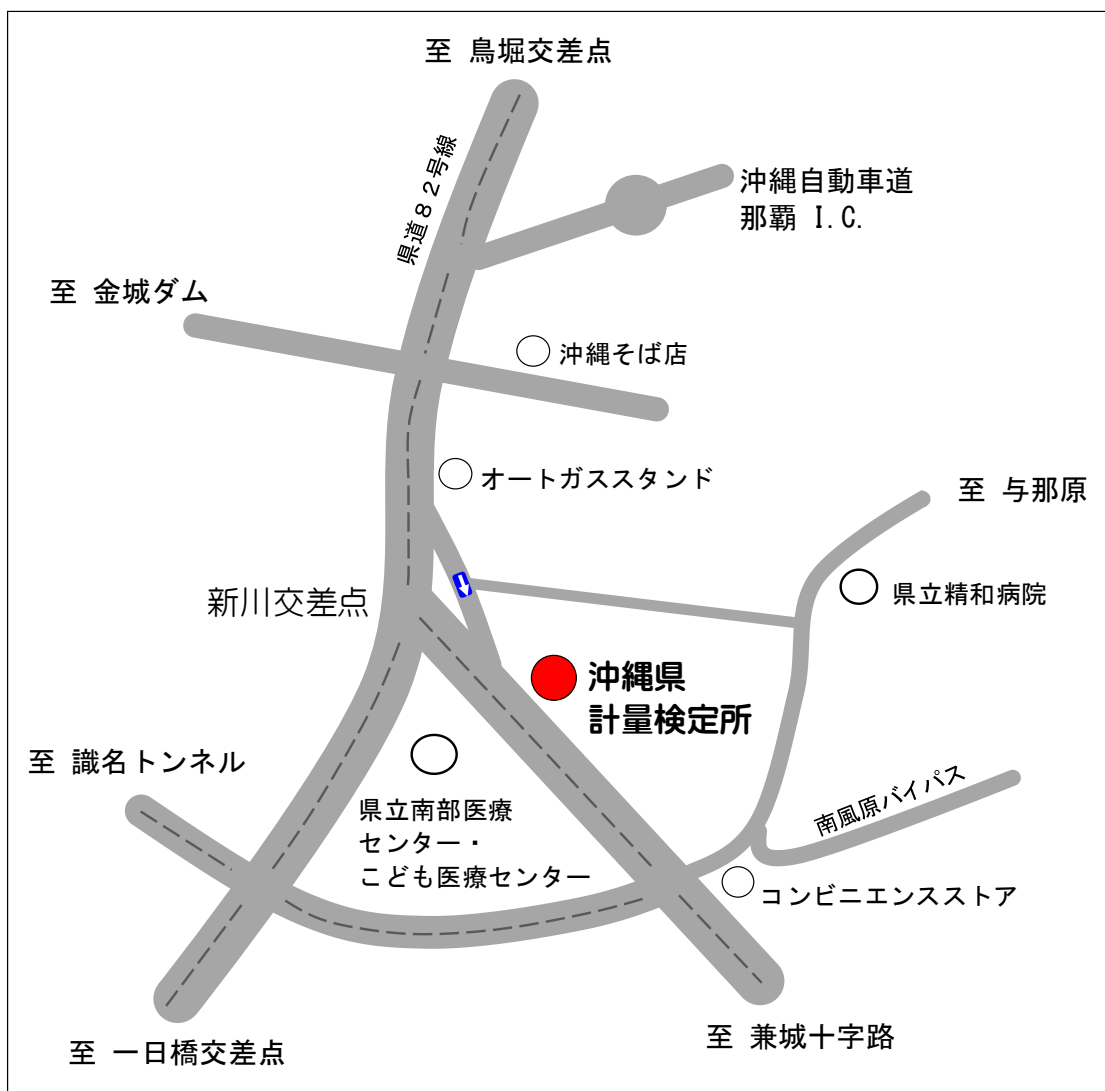 至 鳥堀交差点
県道８２号線
沖縄自動車道
那覇 I.C.
至 金城ダム
沖縄そば店
オートガススタンド
至 与那原
県立精和病院
新川交差点
沖縄県
計量検定所
至 識名トンネル
県立南部医療
センター・
こども医療センター
南風原バイパス
コンビニエンスストア
至 兼城十字路
至 一日橋交差点